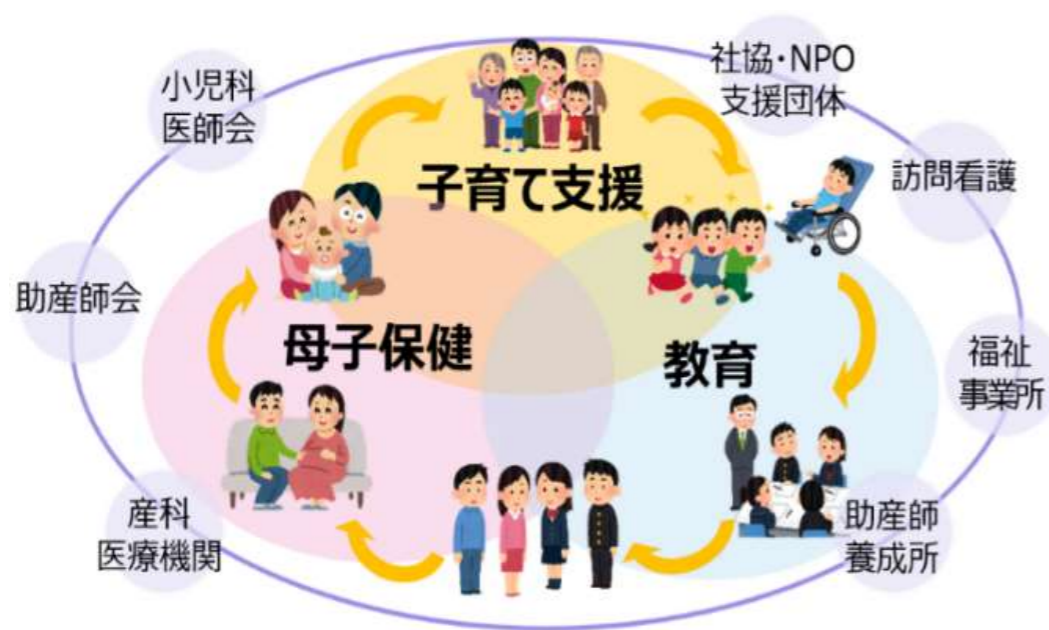 小児科
医師会
社協・NPO
支援団体
子育て支援
訪問看護
助産師会
母子保健
教育
福祉
事業所
産科
医療機関
助産師
養成所